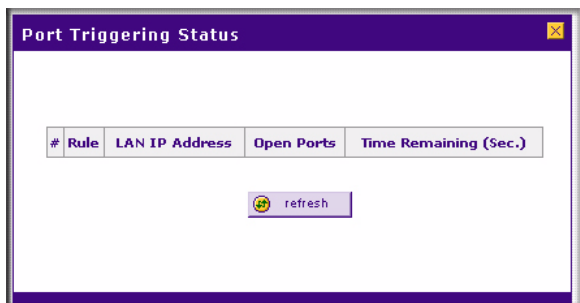 Port Triggering Status
# Rule LAN IP Address Open Ports Time Remaining (Sec.)
refresh